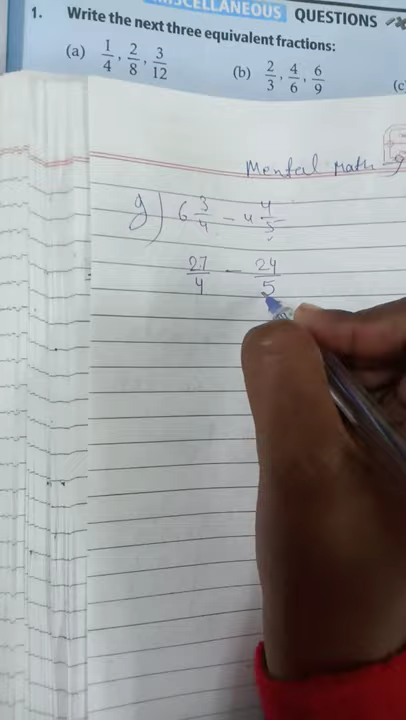 MISCELLANEOUS QUESTIONS
1. Write the next three equivalent fractions:
(a) 1/4, 2/8, 3/12 (b) 2/3, 4/6, 6/9 (c
Mental Math
g) 6 3/4 - 4 4/5
27/4 - 24/5